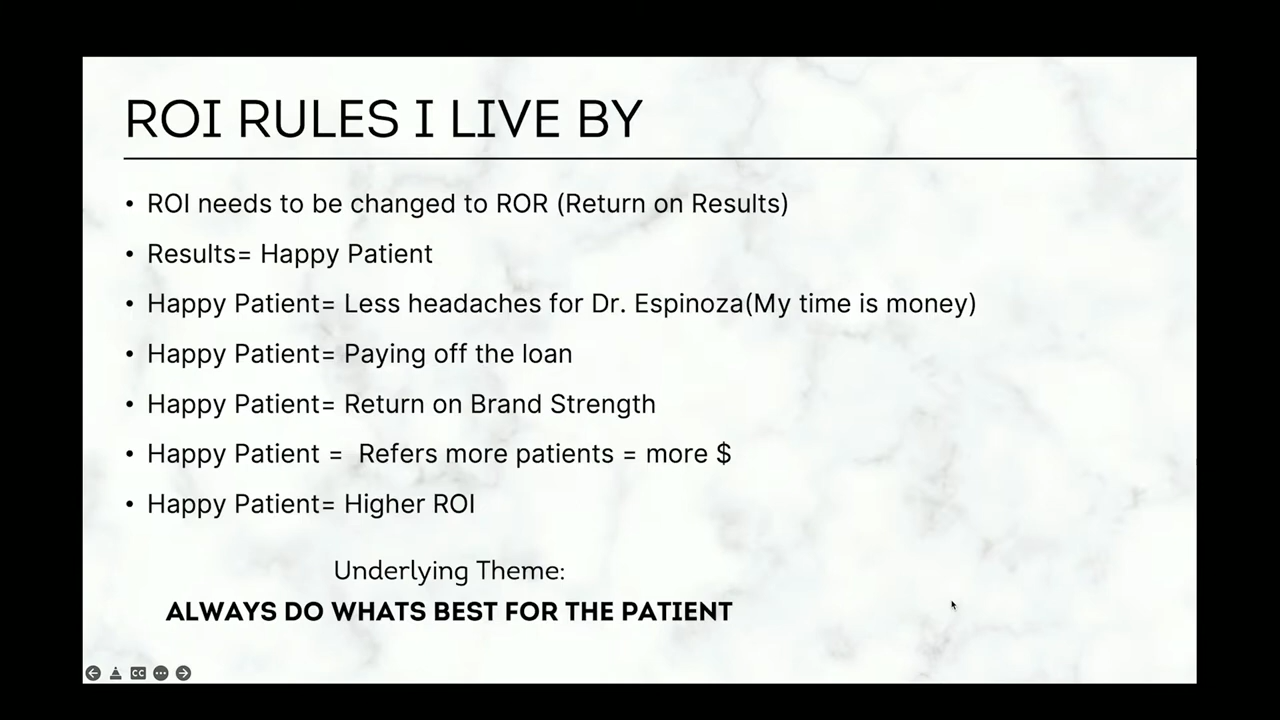 ROI RULES I LIVE BY
• ROI needs to be changed to ROR (Return on Results)
• Results= Happy Patient
• Happy Patient= Less headaches for Dr. Espinoza(My time is money)
• Happy Patient= Paying off the loan
• Happy Patient= Return on Brand Strength
• Happy Patient =  Refers more patients = more $
• Happy Patient= Higher ROI
Underlying Theme:
ALWAYS DO WHATS BEST FOR THE PATIENT
CC